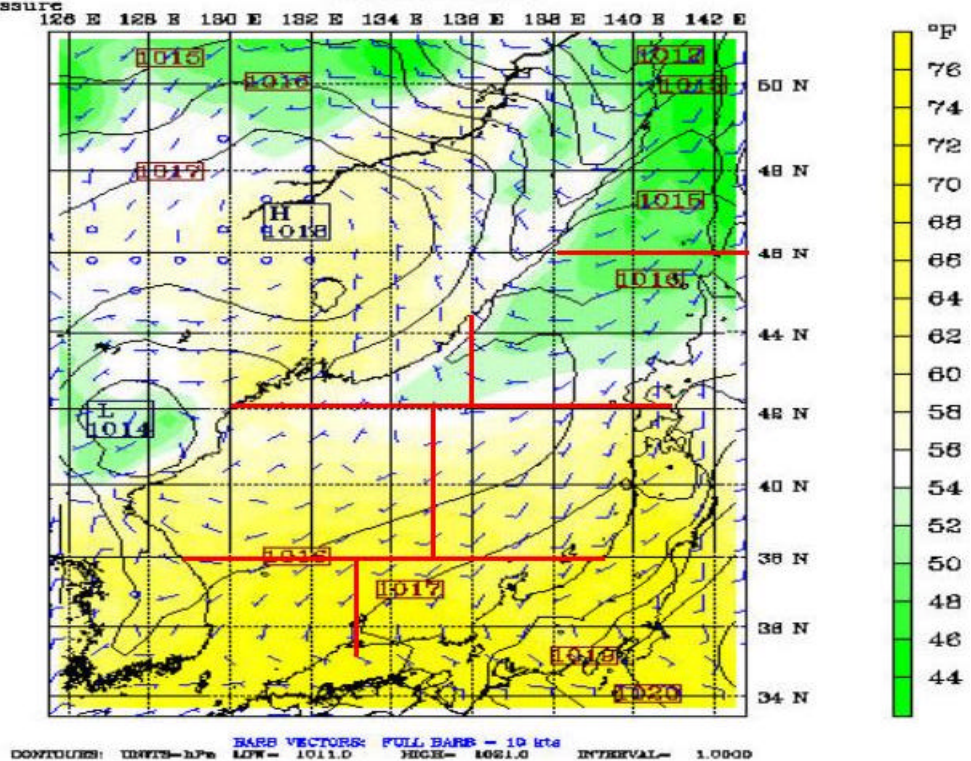 ssure
126 E 128 E 130 E 132 E 134 E 136 E 138 E 140 E 142 E
°F
1015
1012
1016
1013
50 N
1017
48 N
1015
H
1018
46 N
1016
44 N
L
1014
42 N
40 N
38 N
1017
36 N
1019
1020
34 N
76
74
72
70
68
66
64
62
60
58
56
54
52
50
48
46
44
BARB VECTORS: FULL BARB = 10 kts
CONTOURS: UNITS=hPa LOW= 1011.0 HIGH= 1021.0 INTERVAL= 1.0000